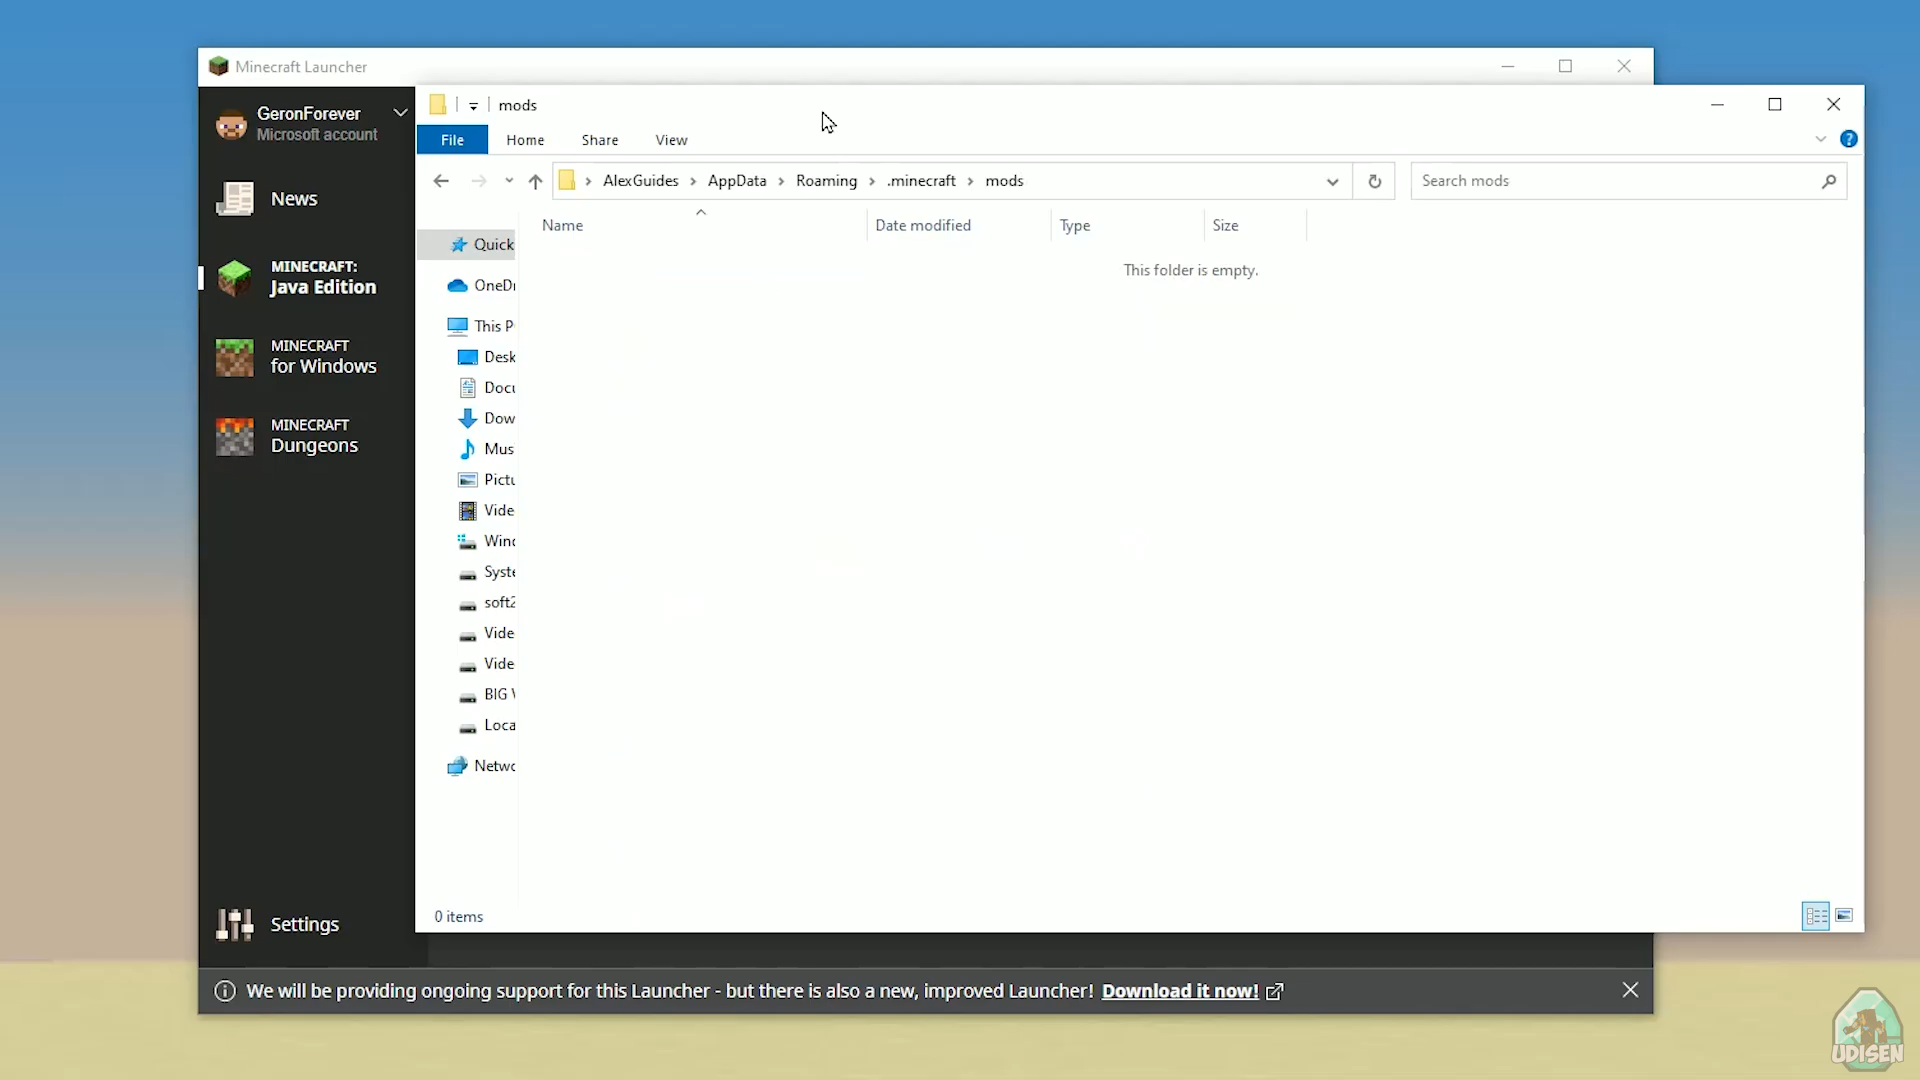 Minecraft Launcher
GeronForever
Microsoft account
News
MINECRAFT:
Java Edition
MINECRAFT
for Windows
MINECRAFT
Dungeons
Settings
mods
File Home Share View
AlexGuides AppData Roaming .minecraft mods
Search mods
Name Date modified Type Size
This folder is empty.
Quick
OneDr
This P
Desk
Docu
Dow
Mus
Pictu
Vide
Wind
Syste
soft2
Vide
Vide
BIG
Loca
Netwo
0 items
We will be providing ongoing support for this Launcher - but there is also a new, improved Launcher! Download it now!
UDISEN